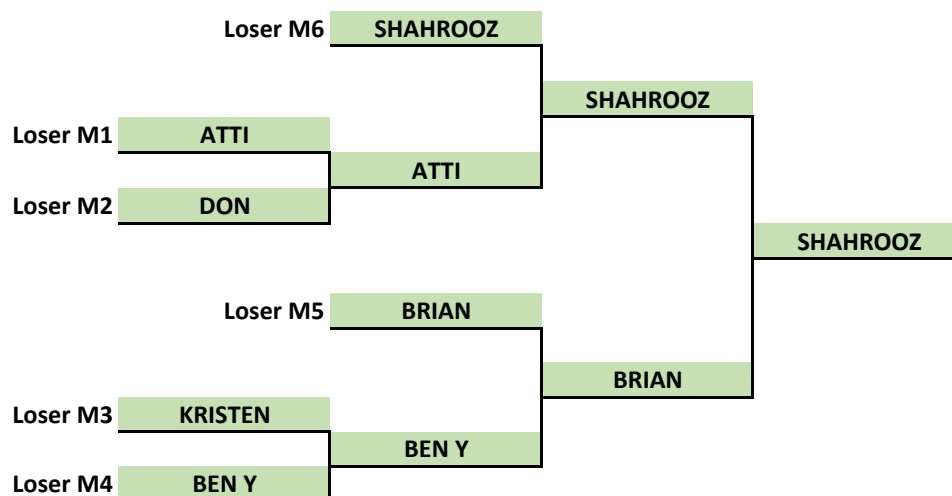 Loser M6 SHAHROOZ
SHAHROOZ
Loser M1 ATTI
ATTI
Loser M2 DON
SHAHROOZ
Loser M5 BRIAN
BRIAN
Loser M3 KRISTEN
BEN Y
Loser M4 BEN Y